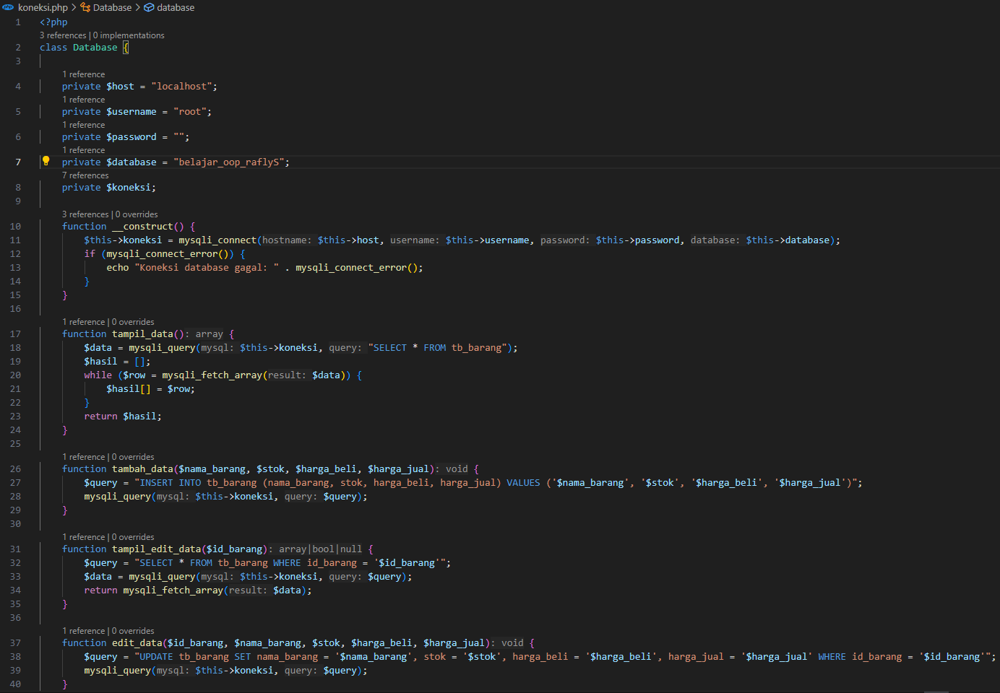 koneksi.php > Database > database
1 <?php
3 references | 0 implementations
2 class Database {
3
1 reference
4 private $host = "localhost";
1 reference
5 private $username = "root";
1 reference
6 private $password = "";
1 reference
7 private $database = "belajar_oop_raflyS";
7 references
8 private $koneksi;
9
3 references | 0 overrides
10 function __construct() {
11 $this->koneksi = mysqli_connect(hostname: $this->host, username: $this->username, password: $this->password, database: $this->database);
12 if (mysqli_connect_error()) {
13 echo "Koneksi database gagal: " . mysqli_connect_error();
14 }
15 }
16
1 reference | 0 overrides
17 function tampil_data(): array {
18 $data = mysqli_query(mysql: $this->koneksi, query: "SELECT * FROM tb_barang");
19 $hasil = [];
20 while ($row = mysqli_fetch_array(result: $data)) {
21 $hasil[] = $row;
22 }
23 return $hasil;
24 }
25
1 reference | 0 overrides
26 function tambah_data($nama_barang, $stok, $harga_beli, $harga_jual): void {
27 $query = "INSERT INTO tb_barang (nama_barang, stok, harga_beli, harga_jual) VALUES ('$nama_barang', '$stok', '$harga_beli', '$harga_jual')";
28 mysqli_query(mysql: $this->koneksi, query: $query);
29 }
30
1 reference | 0 overrides
31 function tampil_edit_data($id_barang): array|bool|null {
32 $query = "SELECT * FROM tb_barang WHERE id_barang = '$id_barang'";
33 $data = mysqli_query(mysql: $this->koneksi, query: $query);
34 return mysqli_fetch_array(result: $data);
35 }
36
1 reference | 0 overrides
37 function edit_data($id_barang, $nama_barang, $stok, $harga_beli, $harga_jual): void {
38 $query = "UPDATE tb_barang SET nama_barang = '$nama_barang', stok = '$stok', harga_beli = '$harga_beli', harga_jual = '$harga_jual' WHERE id_barang = '$id_barang'";
39 mysqli_query(mysql: $this->koneksi, query: $query);
40 }